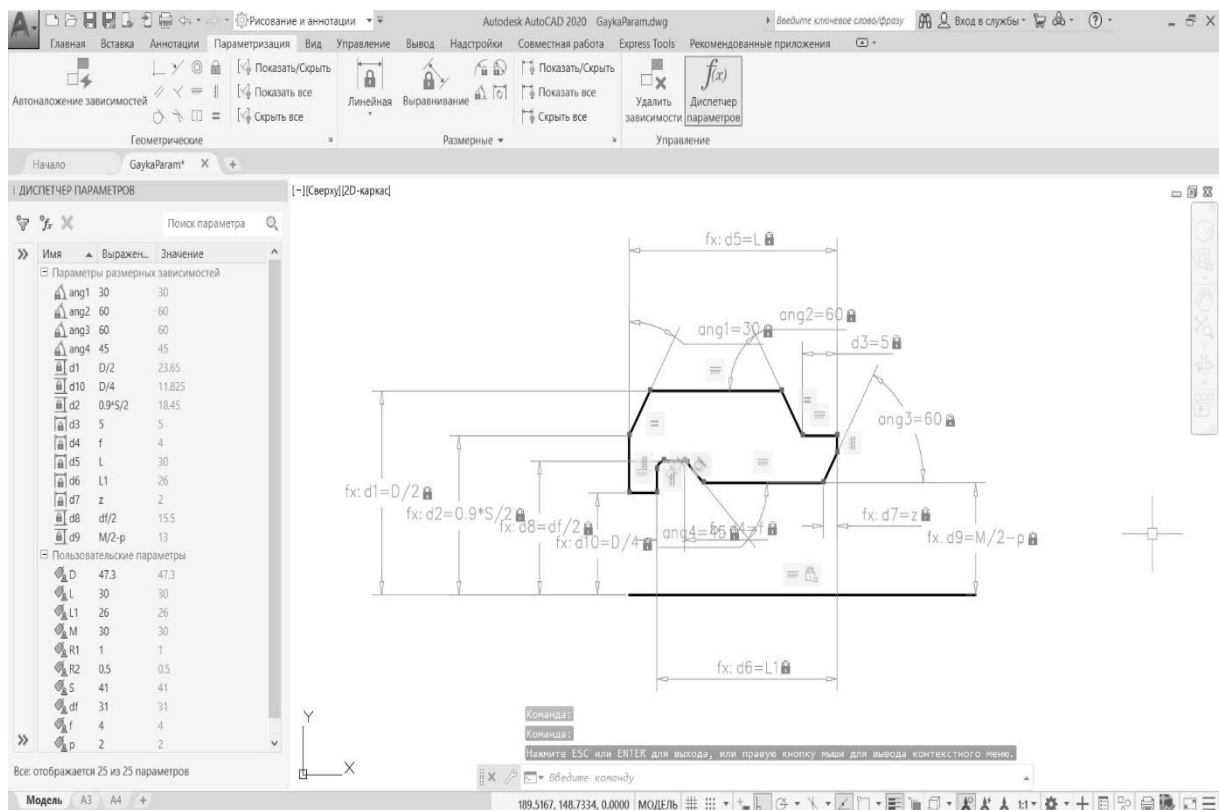 Рисование и аннотации
Autodesk AutoCAD 2020 GaykaParam.dwg
Введите ключевое слово/фразу
Вход в службы
Главная Вставка Аннотации Параметризация Вид Управление Вывод Надстройки Совместная работа Express Tools Рекомендованные приложения
Автоналожение зависимостей
Показать/Скрыть
Показать все
Скрыть все
Геометрические
Линейная
Выравнивание
Показать/Скрыть
Показать все
Скрыть все
Размерные
Удалить зависимости
f(x)
Диспетчер параметров
Управление
Начало
GaykaParam*
ДИСПЕТЧЕР ПАРАМЕТРОВ
[−][Сверху][2D-каркас]
fx
Поиск параметра
Имя Выражен... Значение
Параметры размерных зависимостей
ang1 30 30
ang2 60 60
ang3 60 60
ang4 45 45
d1 D/2 23.65
d10 D/4 11.825
d2 0.9*S/2 18.45
d3 5 5
d4 f 4
d5 L 30
d6 L1 26
d7 z 2
d8 df/2 15.5
d9 M/2-p 13
Пользовательские параметры
D 47.3 47.3
L 30 30
L1 26 26
M 30 30
R1 1 1
R2 0.5 0.5
S 41 41
df 31 31
f 4 4
p 2 2
Все: отображается 25 из 25 параметров
fx: d5=L
ang2=60
ang1=30
d3=5
ang3=60
fx: d1=D/2
fx: d2=0.9*S/2
fx: d8=df/2
fx: d10=D/4
ang4=45
d4=f
fx: d7=z
fx: d9=M/2-p
fx: d6=L1
Y
X
Команда:
Команда:
Нажмите ESC или ENTER для выхода, или правую кнопку мыши для вывода контекстного меню.
Введите команду
Модель A3 A4 +
189.5167, 148.7334, 0.0000 МОДЕЛЬ
1:1